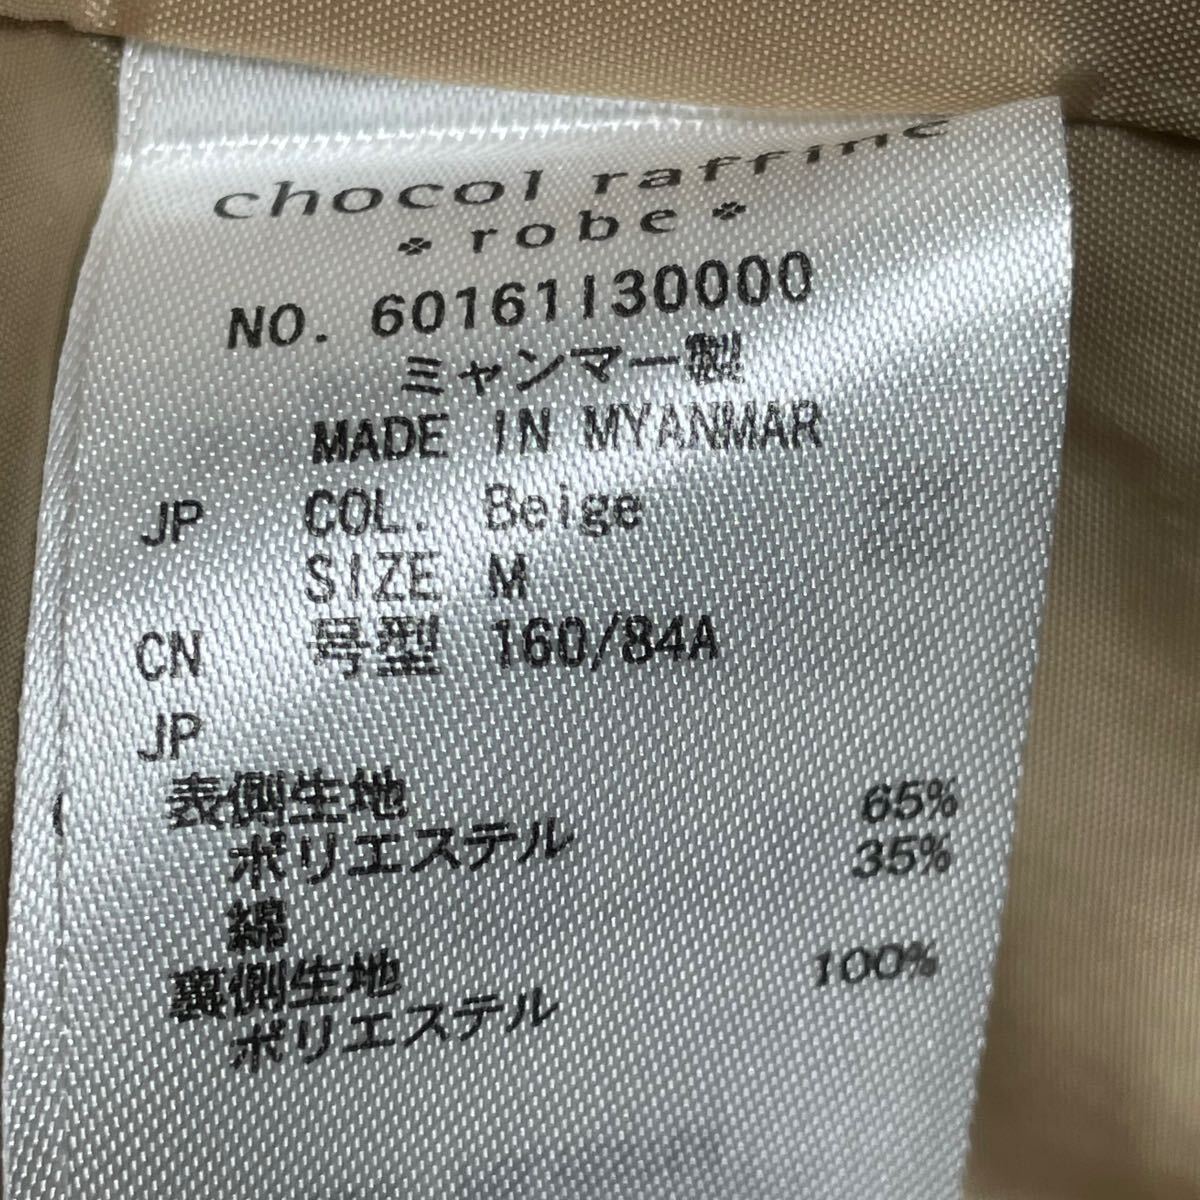 chocol raffine
robe
NO. 60161130000
ミャンマー製
MADE IN MYANMAR
JP COL. Beige
SIZE M
CN 号型 160/84A
JP
表側生地
ポリエステル 65%
綿 35%
裏側生地
ポリエステル 100%